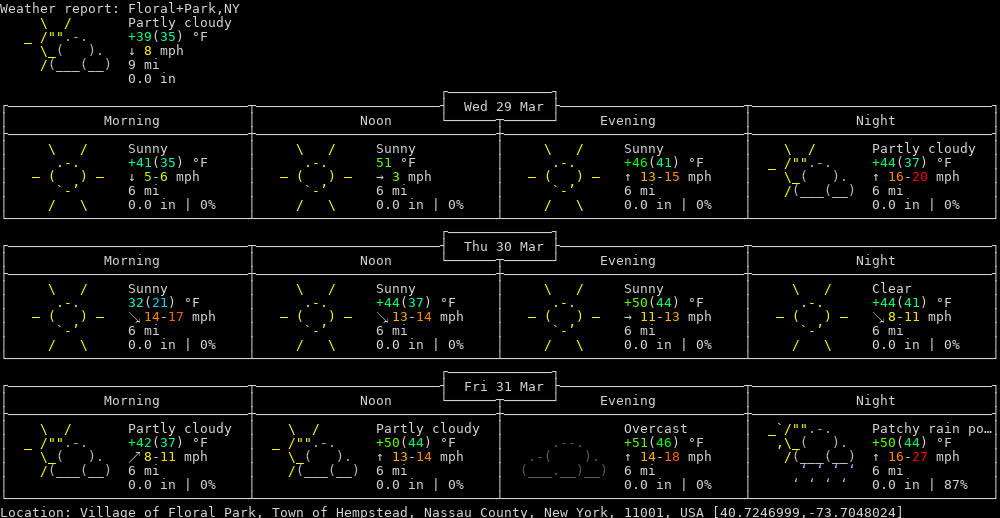 Weather report: Floral+Park,NY
Partly cloudy
+39(35) °F
↓ 8 mph
9 mi
0.0 in
Wed 29 Mar
Morning Noon Evening Night
Sunny Sunny Sunny Partly cloudy
+41(35) °F 51 °F +46(41) °F +44(37) °F
↓ 5-6 mph → 3 mph ↑ 13-15 mph ↑ 16-20 mph
6 mi 6 mi 6 mi 6 mi
0.0 in | 0% 0.0 in | 0% 0.0 in | 0% 0.0 in | 0%
Thu 30 Mar
Morning Noon Evening Night
Sunny Sunny Sunny Clear
32(21) °F +44(37) °F +50(44) °F +44(41) °F
↘ 14-17 mph ↘ 13-14 mph → 11-13 mph ↘ 8-11 mph
6 mi 6 mi 6 mi 6 mi
0.0 in | 0% 0.0 in | 0% 0.0 in | 0% 0.0 in | 0%
Fri 31 Mar
Morning Noon Evening Night
Partly cloudy Partly cloudy Overcast Patchy rain po…
+42(37) °F +50(44) °F +51(46) °F +50(44) °F
↗ 8-11 mph ↑ 13-14 mph ↑ 14-18 mph ↑ 16-27 mph
6 mi 6 mi 6 mi 6 mi
0.0 in | 0% 0.0 in | 0% 0.0 in | 0% 0.0 in | 87%
Location: Village of Floral Park, Town of Hempstead, Nassau County, New York, 11001, USA [40.7246999,-73.7048024]